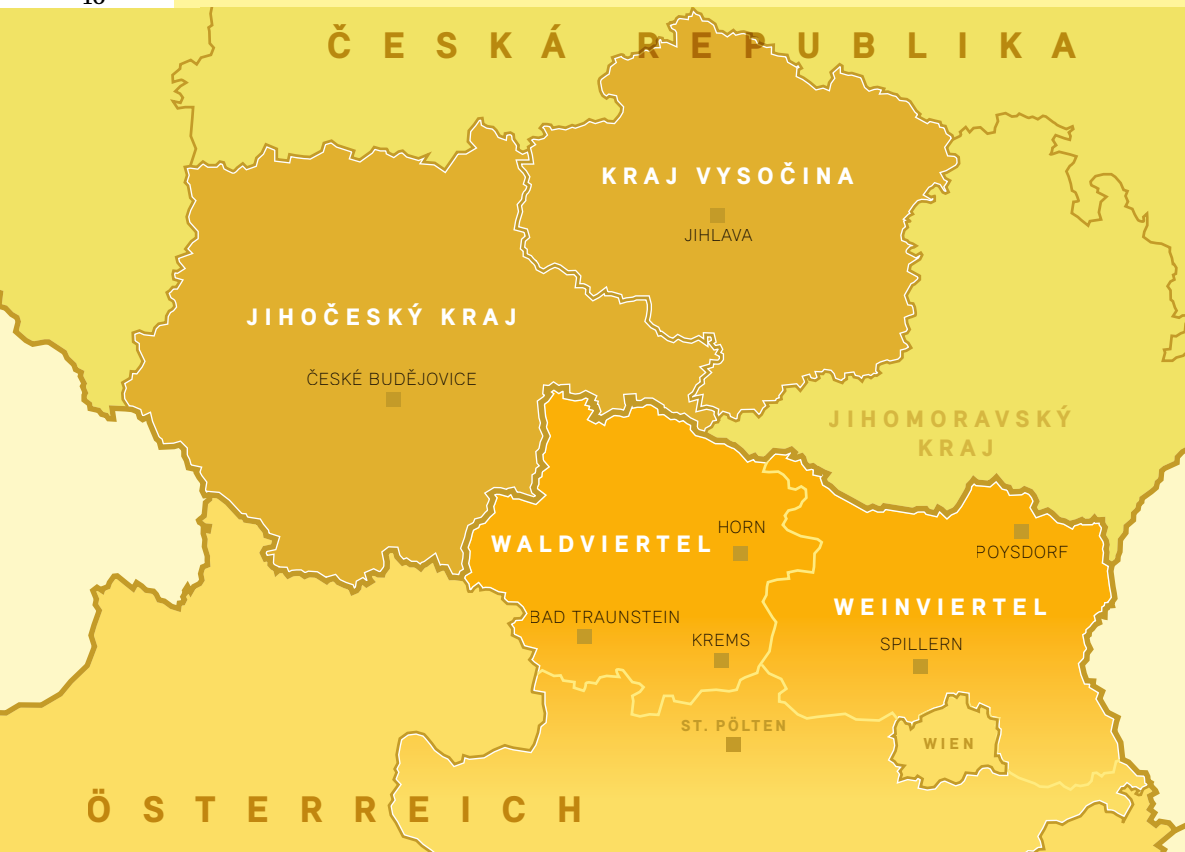 ČESKÁ REPUBLIKA
KRAJ VYSOČINA
JIHLAVA
JIHOČESKÝ KRAJ
ČESKÉ BUDĚJOVICE
JIHOMORAVSKÝ
KRAJ
HORN
WALDVIERTEL
POYSDORF
WEINVIERTEL
BAD TRAUNSTEIN
KREMS
SPILLERN
ST. PÖLTEN
WIEN
ÖSTERREICH